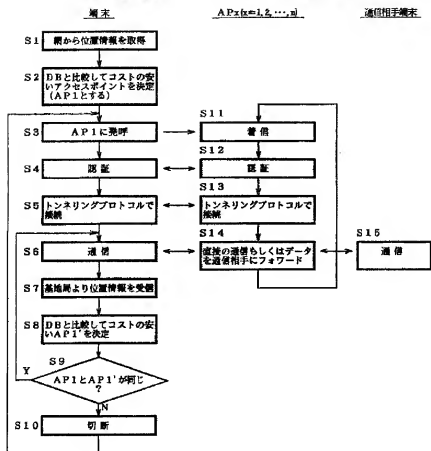 端末
APx(x=1,2,…,n)
通信相手端末
S1
網から位置情報を取得
S2
DBと比較してコストの安
いアクセスポイントを決定
(AP1とする)
S3
AP1に発呼
S11
着信
S4
認証
S12
認証
S5
トンネリングプロトコルで
接続
S13
トンネリングプロトコルで
接続
S6
通信
S14
直接の通信もしくはデータ
を通信相手にフォワード
S15
通信
S7
基地局より位置情報を受信
S8
DBと比較してコストの安
いAP1'を決定
S9
Y
AP1とAP1'が同じ
?
N
S10
切断